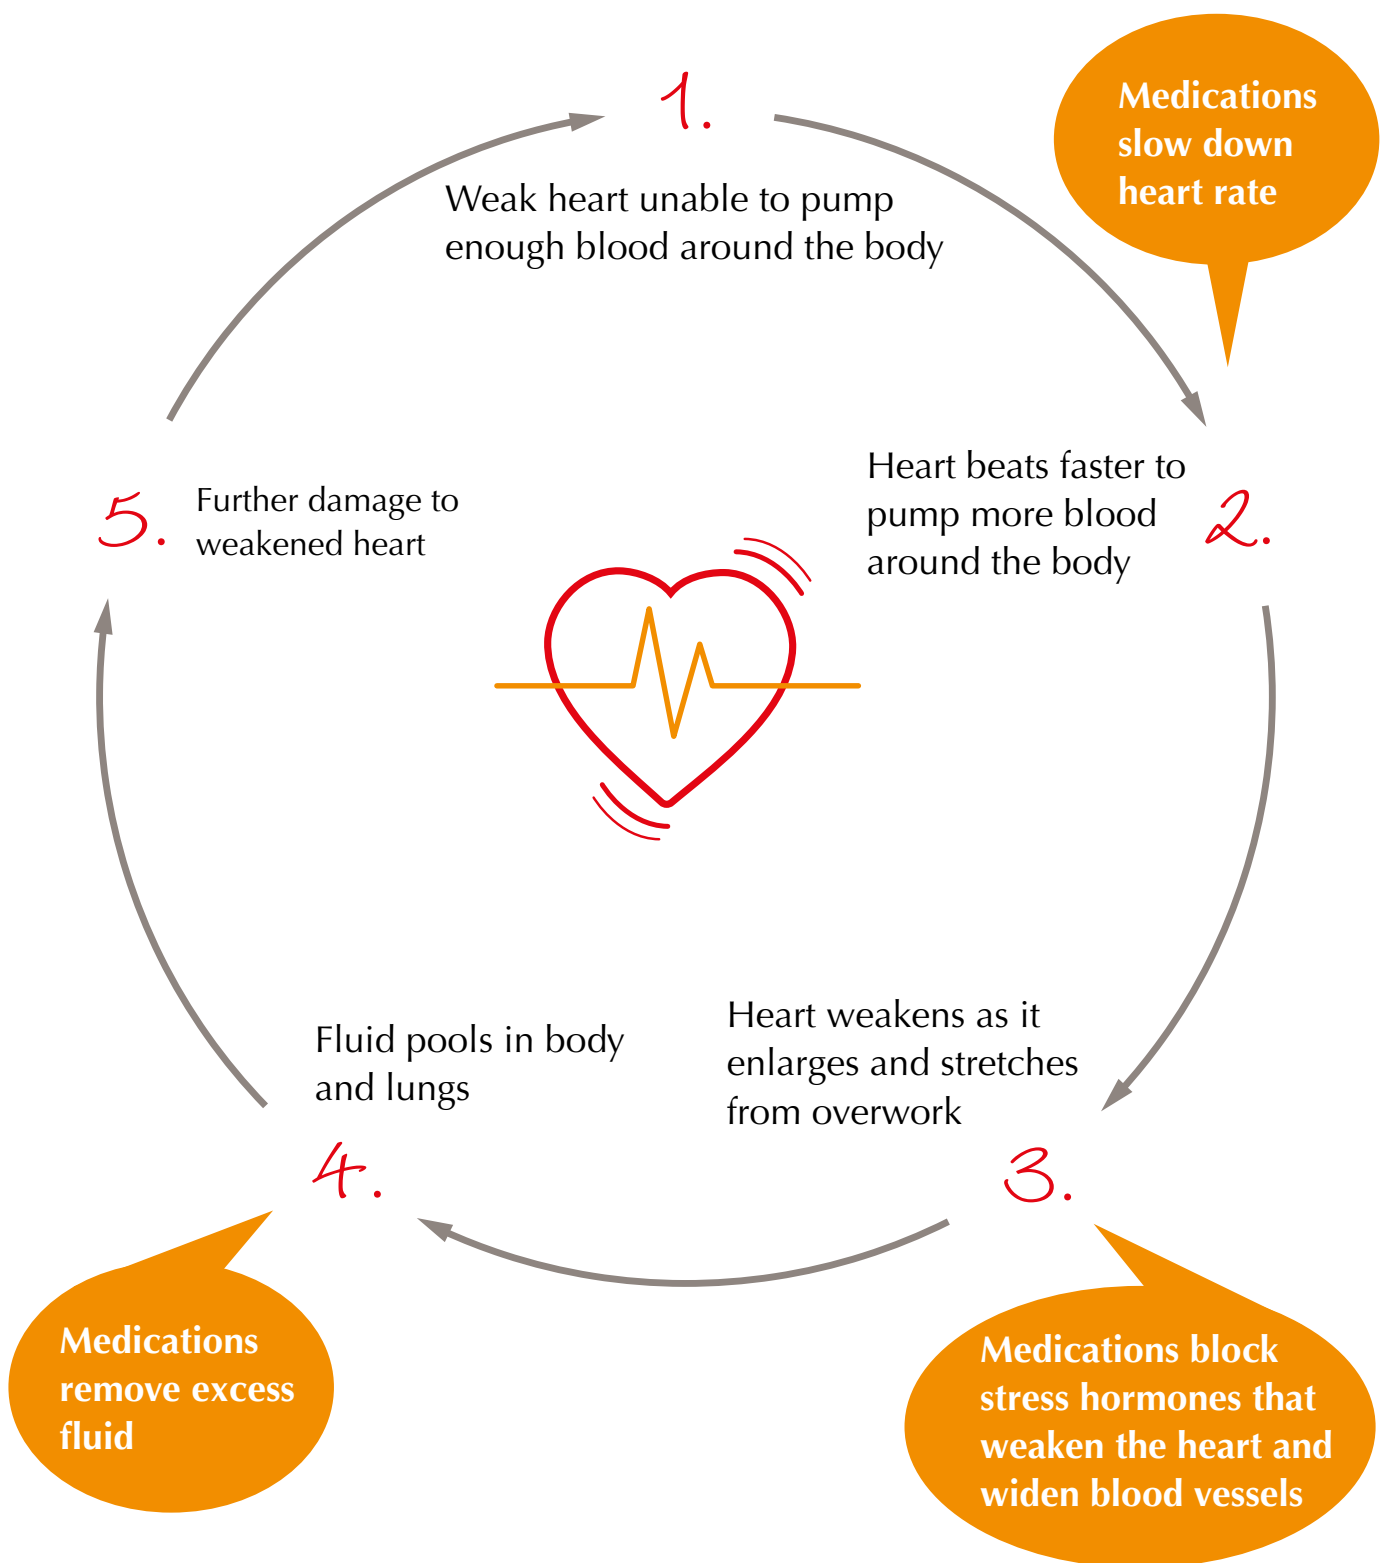 1.
Weak heart unable to pump
enough blood around the body
Medications
slow down
heart rate
2.
Heart beats faster to
pump more blood
around the body
3.
Heart weakens as it
enlarges and stretches
from overwork
Medications block
stress hormones that
weaken the heart and
widen blood vessels
4.
Fluid pools in body
and lungs
Medications
remove excess
fluid
5.
Further damage to
weakened heart